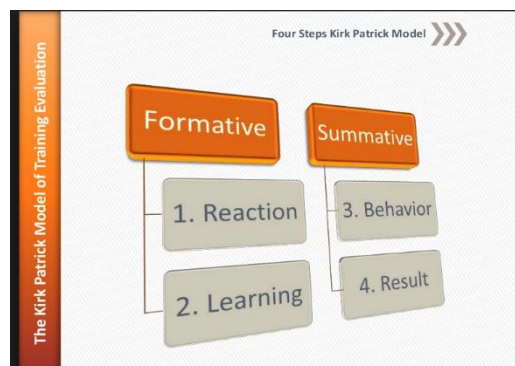 Four Steps Kirk Patrick Model
The Kirk Patrick Model of Training Evaluation
Formative
1. Reaction
2. Learning
Summative
3. Behavior
4. Result